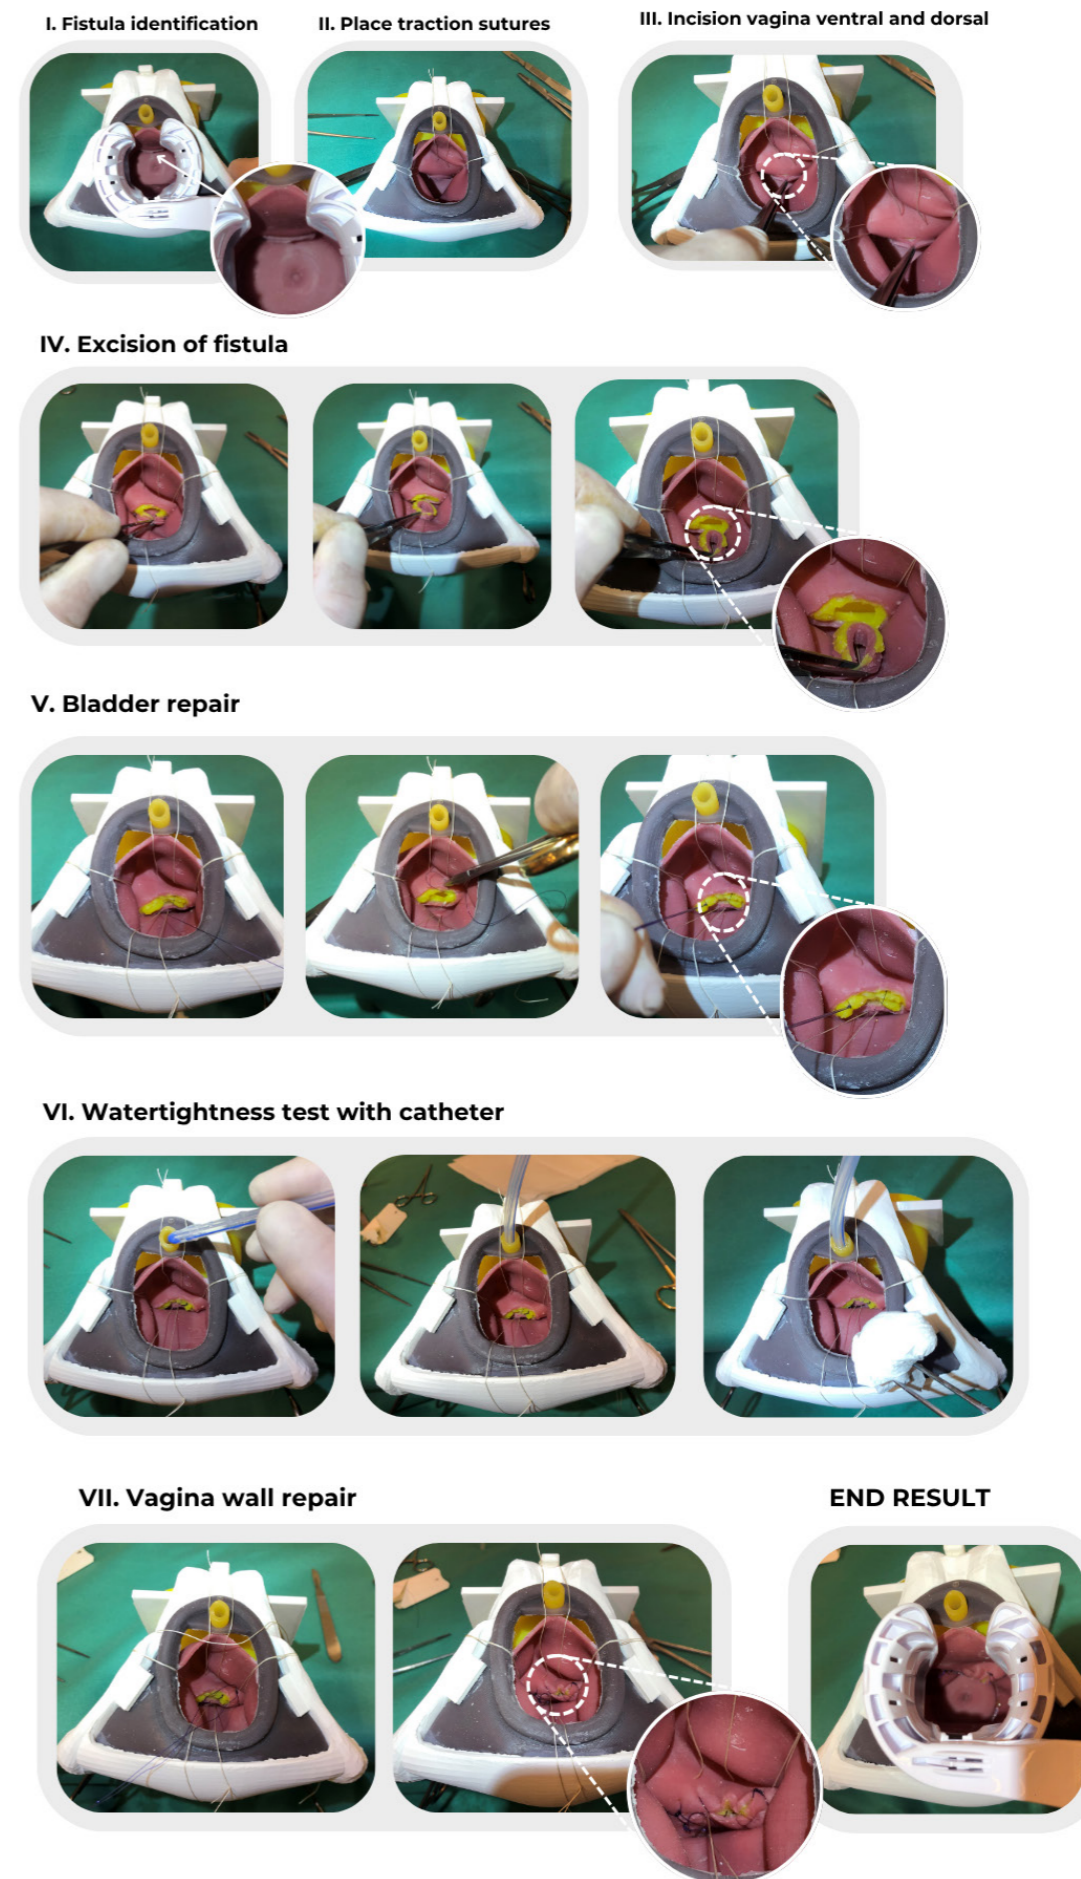 I. Fistula identification
II. Place traction sutures
III. Incision vagina ventral and dorsal
IV. Excision of fistula
V. Bladder repair
VI. Watertightness test with catheter
VII. Vagina wall repair
END RESULT